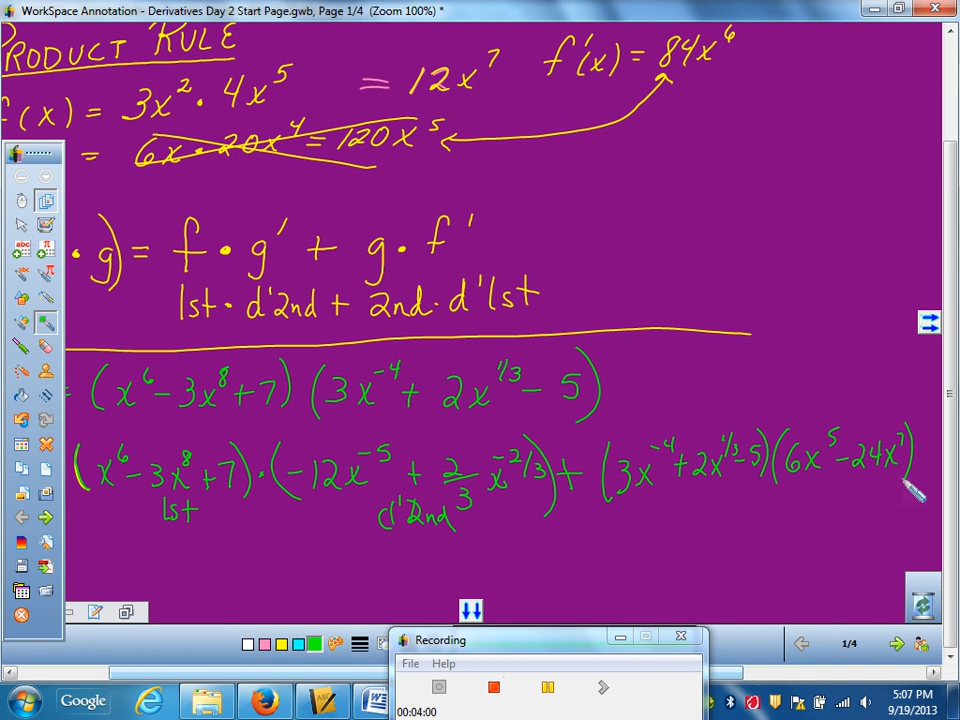 WorkSpace Annotation - Derivatives Day 2 Start Page.gwb, Page 1/4 (Zoom 100%) *
PRODUCT RULE
f(x) = 3x² · 4x⁵ = 12x⁷ f'(x) = 84x⁶
= 6x · 20x⁴ = 120x⁵
· g) = f · g' + g · f'
1st · d'2nd + 2nd · d'1st
= (x⁶ - 3x⁸ + 7) (3x⁻⁴ + 2x^1/3 - 5)
(x⁶ - 3x⁸ + 7) · (-12x⁻⁵ + 2/3 x^-2/3) + (3x⁻⁴ + 2x^1/3 - 5)(6x⁵ - 24x⁷)
1st d'2nd
abc
abc
1/4
Recording
File Help
00:04:00
Google
ABC
5:07 PM
9/19/2013